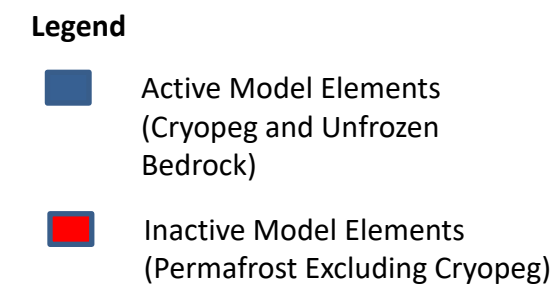 Legend
Active Model Elements
(Cryopeg and Unfrozen
Bedrock)
Inactive Model Elements
(Permafrost Excluding Cryopeg)